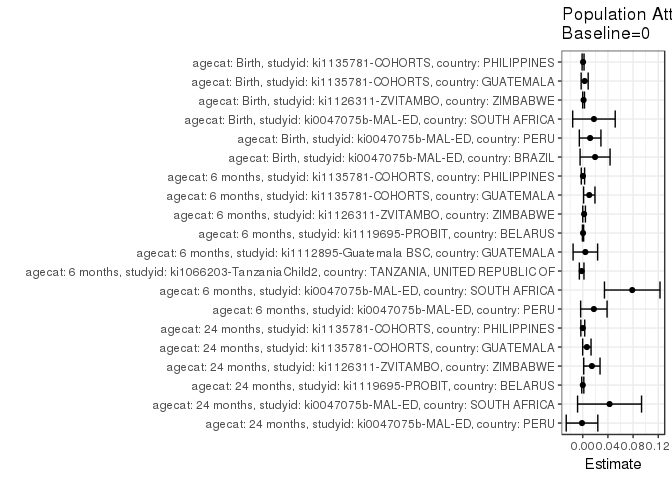 Population Att
Baseline=0
agecat: Birth, studyid: ki1135781-COHORTS, country: PHILIPPINES
agecat: Birth, studyid: ki1135781-COHORTS, country: GUATEMALA
agecat: Birth, studyid: ki1126311-ZVITAMBO, country: ZIMBABWE
agecat: Birth, studyid: ki0047075b-MAL-ED, country: SOUTH AFRICA
agecat: Birth, studyid: ki0047075b-MAL-ED, country: PERU
agecat: Birth, studyid: ki0047075b-MAL-ED, country: BRAZIL
agecat: 6 months, studyid: ki1135781-COHORTS, country: PHILIPPINES
agecat: 6 months, studyid: ki1135781-COHORTS, country: GUATEMALA
agecat: 6 months, studyid: ki1126311-ZVITAMBO, country: ZIMBABWE
agecat: 6 months, studyid: ki1119695-PROBIT, country: BELARUS
agecat: 6 months, studyid: ki1112895-Guatemala BSC, country: GUATEMALA
agecat: 6 months, studyid: ki1066203-TanzaniaChild2, country: TANZANIA, UNITED REPUBLIC OF
agecat: 6 months, studyid: ki0047075b-MAL-ED, country: SOUTH AFRICA
agecat: 6 months, studyid: ki0047075b-MAL-ED, country: PERU
agecat: 24 months, studyid: ki1135781-COHORTS, country: PHILIPPINES
agecat: 24 months, studyid: ki1135781-COHORTS, country: GUATEMALA
agecat: 24 months, studyid: ki1126311-ZVITAMBO, country: ZIMBABWE
agecat: 24 months, studyid: ki1119695-PROBIT, country: BELARUS
agecat: 24 months, studyid: ki0047075b-MAL-ED, country: SOUTH AFRICA
agecat: 24 months, studyid: ki0047075b-MAL-ED, country: PERU
0.00 0.04 0.08 0.12
Estimate